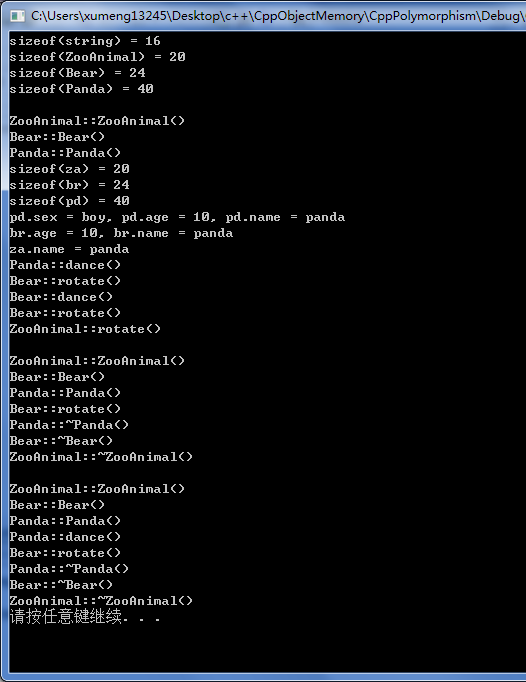 C:\Users\xumeng13245\Desktop\c++\CppObjectMemory\CppPolymorphism\Debug\
sizeof(string) = 16
sizeof(ZooAnimal) = 20
sizeof(Bear) = 24
sizeof(Panda) = 40
ZooAnimal::ZooAnimal()
Bear::Bear()
Panda::Panda()
sizeof(za) = 20
sizeof(br) = 24
sizeof(pd) = 40
pd.sex = boy, pd.age = 10, pd.name = panda
br.age = 10, br.name = panda
za.name = panda
Panda::dance()
Bear::rotate()
Bear::dance()
Bear::rotate()
ZooAnimal::rotate()
ZooAnimal::ZooAnimal()
Bear::Bear()
Panda::Panda()
Bear::rotate()
Panda::~Panda()
Bear::~Bear()
ZooAnimal::~ZooAnimal()
ZooAnimal::ZooAnimal()
Bear::Bear()
Panda::Panda()
Panda::dance()
Bear::rotate()
Panda::~Panda()
Bear::~Bear()
ZooAnimal::~ZooAnimal()
请按任意键继续. . .